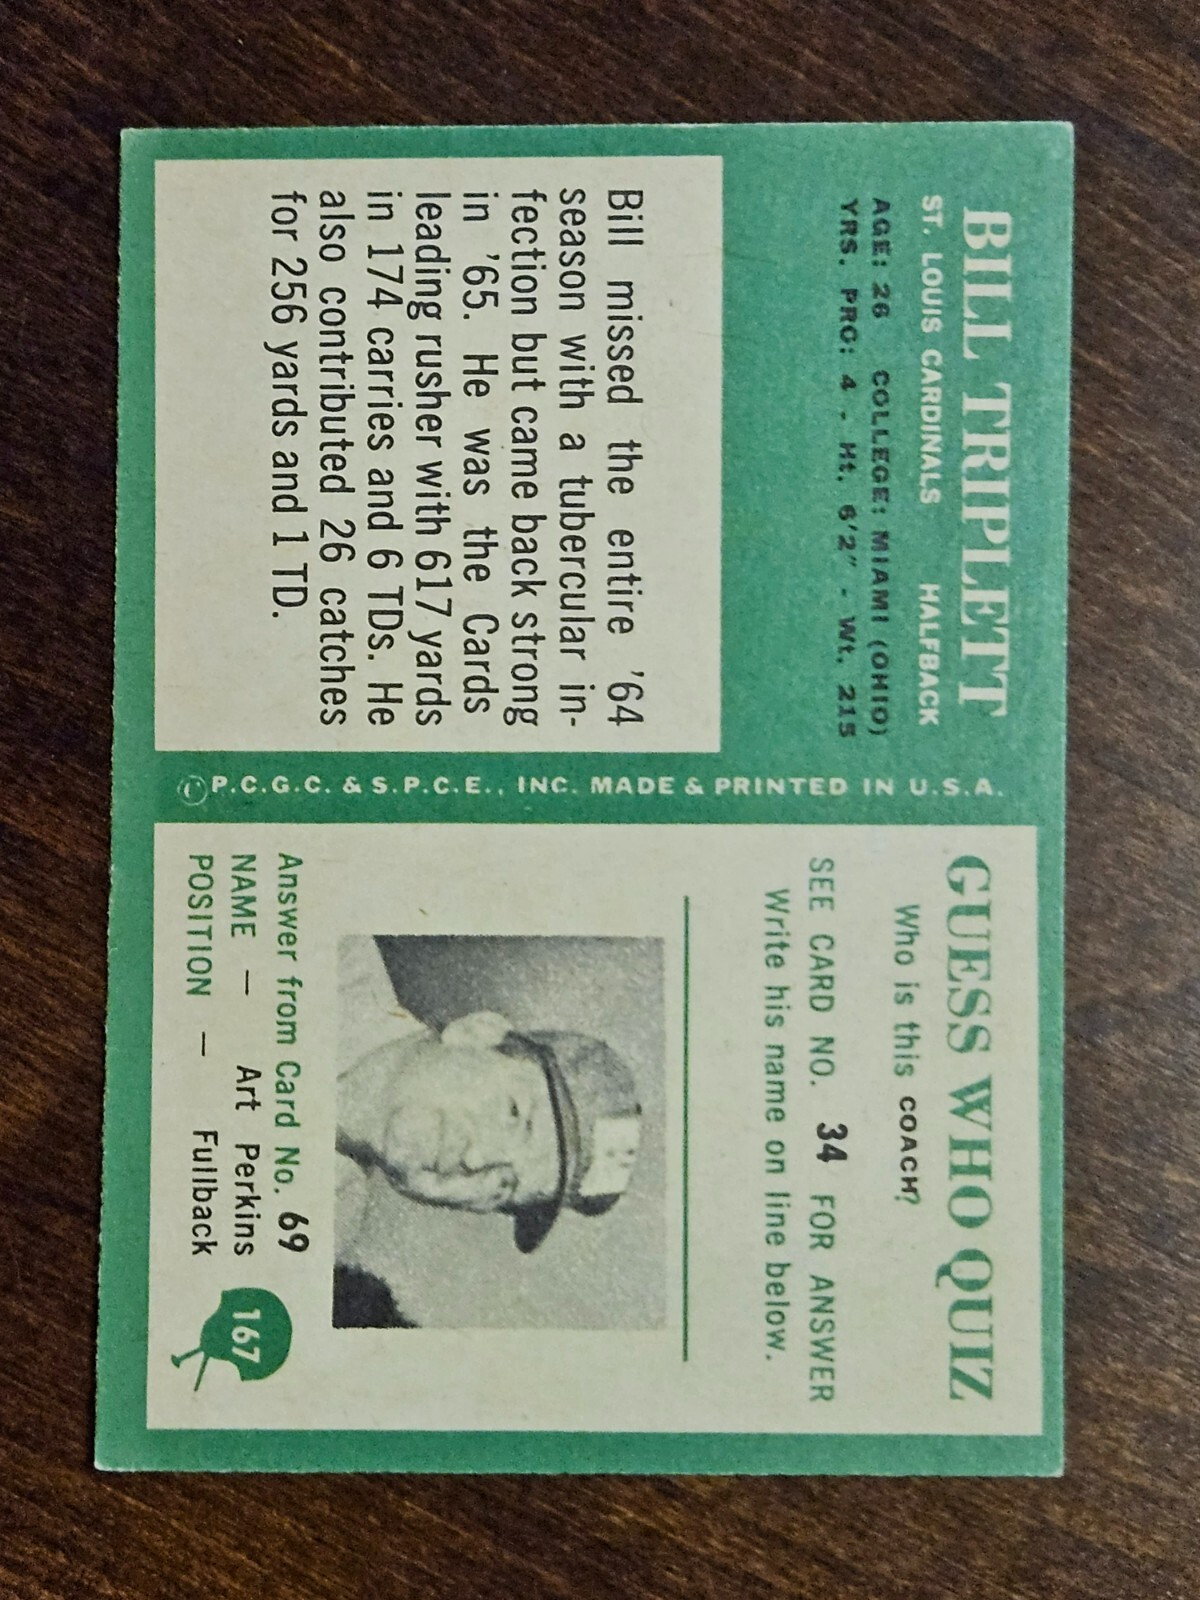 BILL TRIPLETT
ST. LOUIS CARDINALS HALFBACK
AGE: 26 COLLEGE: MIAMI (OHIO)
YRS. PRO: 4 - Ht. 6'2" - Wt. 215
Bill missed the entire '64
season with a tubercular in-
fection but came back strong
in '65. He was the Cards
leading rusher with 617 yards
in 174 carries and 6 TDs. He
also contributed 26 catches
for 256 yards and 1 TD.
© P.C.G.C. & S.P.C.E., INC. MADE & PRINTED IN U.S.A.
GUESS WHO QUIZ
Who is this COACH?
SEE CARD NO. 34 FOR ANSWER
Write his name on line below.
Answer from Card No. 69
NAME — Art Perkins
POSITION — Fullback
167